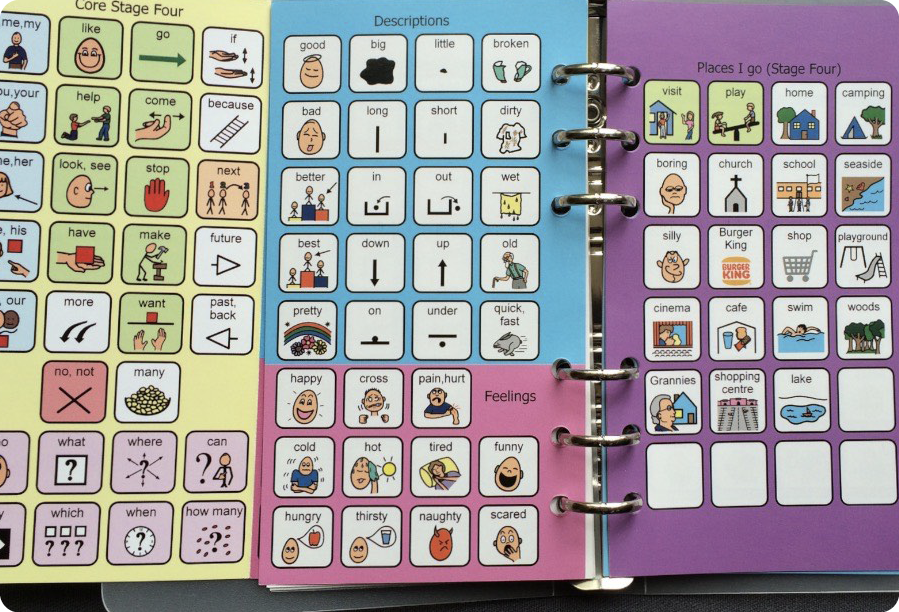 Core Stage Four
me,my
like
go
if
help
come
because
look, see
stop
next
have
make
future
more
want
past,
back
no, not
many
what
where
can
which
when
how many
Descriptions
good
big
little
broken
bad
long
short
dirty
better
in
out
wet
best
down
up
old
pretty
on
under
quick,
fast
happy
cross
pain,hurt
Feelings
cold
hot
tired
funny
hungry
thirsty
naughty
scared
Places I go (Stage Four)
visit
play
home
camping
boring
church
school
seaside
silly
Burger
King
BURGER
KING
shop
playground
cinema
cafe
swim
woods
Grannies
shopping
centre
lake